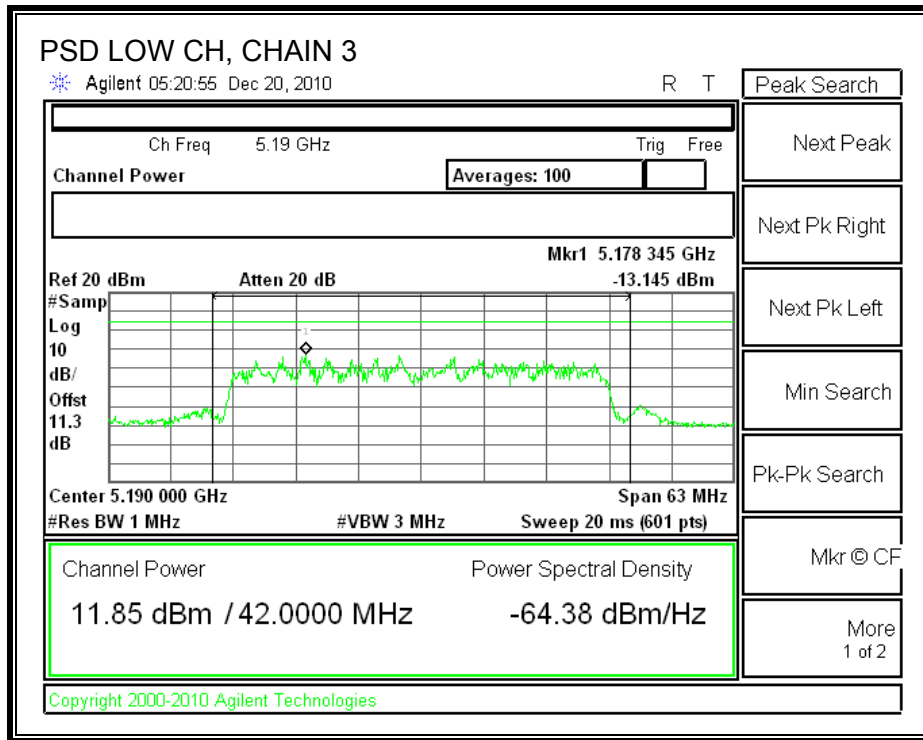 PSD LOW CH, CHAIN 3
Agilent 05:20:55 Dec 20, 2010 R T
Peak Search
Ch Freq 5.19 GHz Trig Free
Next Peak
Channel Power Averages: 100
Next Pk Right
Mkr1 5.178 345 GHz
Ref 20 dBm Atten 20 dB -13.145 dBm
#Samp
Log
10
dB/
Offst
11.3
dB
1
Next Pk Left
Min Search
Pk-Pk Search
Center 5.190 000 GHz Span 63 MHz
#Res BW 1 MHz #VBW 3 MHz Sweep 20 ms (601 pts)
Mkr © CF
Channel Power Power Spectral Density
11.85 dBm / 42.0000 MHz -64.38 dBm/Hz
More
1 of 2
Copyright 2000-2010 Agilent Technologies